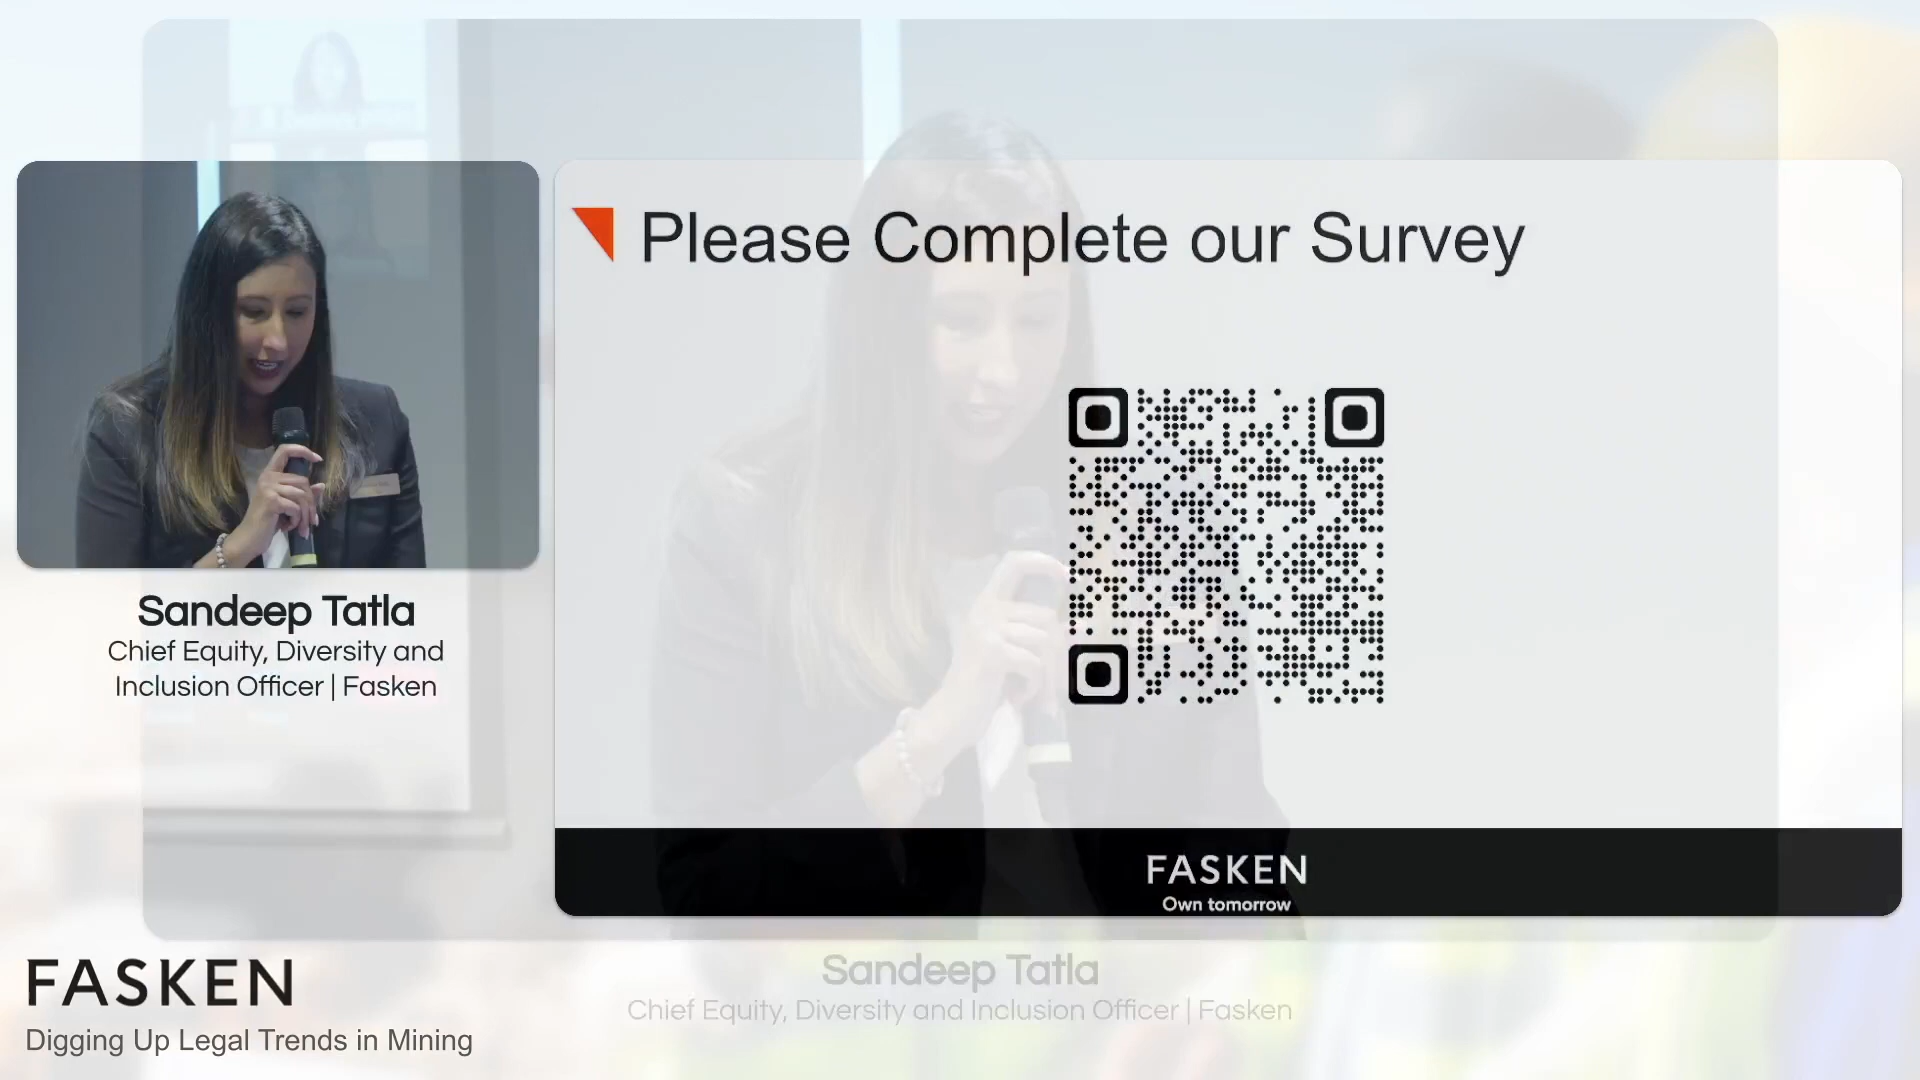 Please Complete our Survey
Sandeep Tatla
Chief Equity, Diversity and
Inclusion Officer | Fasken
FASKEN
Own tomorrow
FASKEN
Digging Up Legal Trends in Mining
Sandeep Tatla
Chief Equity, Diversity and Inclusion Officer | Fasken